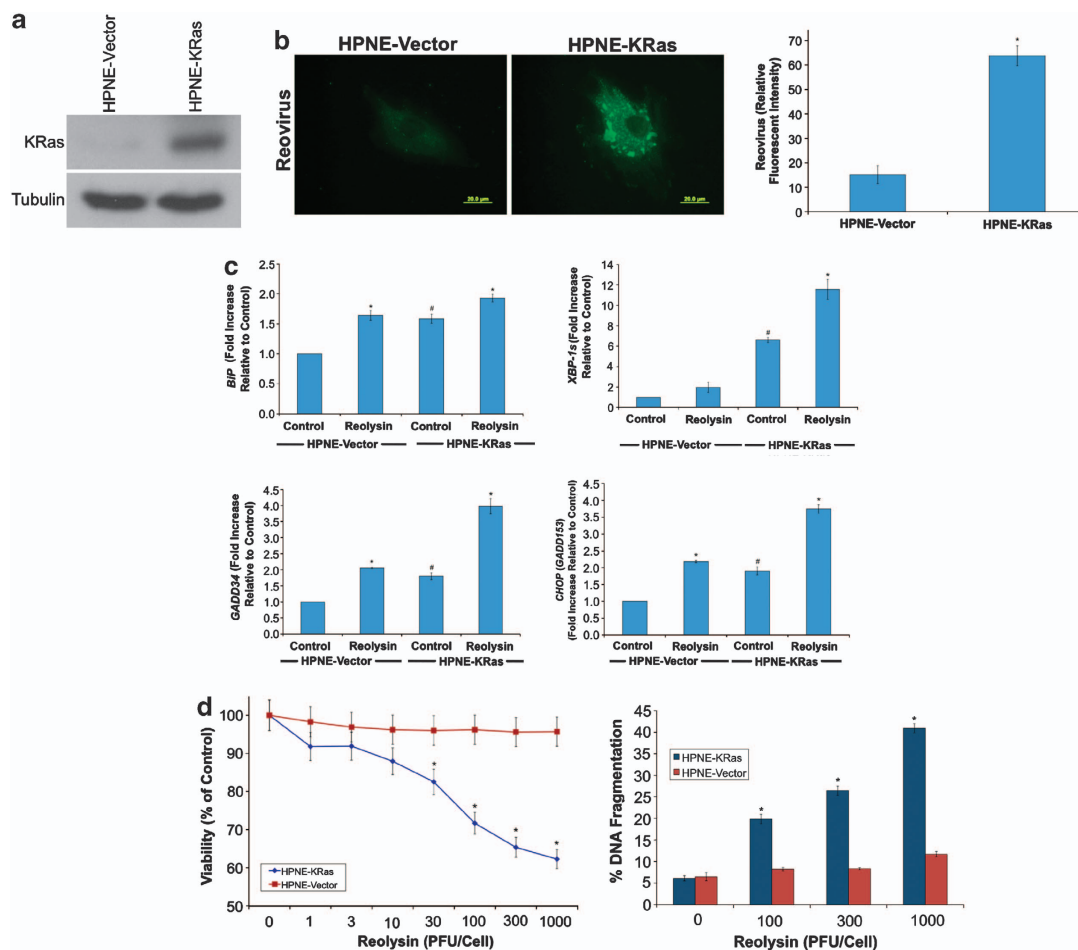 a
HPNE-Vector
HPNE-KRas
KRas
Tubulin
b
HPNE-Vector
HPNE-KRas
Reovirus
20.0 µm
20.0 µm
Reovirus (Relative
Fluorescent Intensity)
70
60
50
40
30
20
10
0
*
HPNE-Vector
HPNE-KRas
c
BiP (Fold Increase
Relative to Control)
2.5
2.0
1.5
1.0
0.5
0.0
*
#
*
Control
Reolysin
Control
Reolysin
HPNE-Vector
HPNE-KRas
XBP-1s (Fold Increase
Relative to Control)
14
12
10
8
6
4
2
0
#
*
Control
Reolysin
Control
Reolysin
HPNE-Vector
HPNE-KRas
GADD34 (Fold Increase
Relative to Control)
4.5
4.0
3.5
3.0
2.5
2.0
1.5
1.0
0.5
0.0
*
#
*
Control
Reolysin
Control
Reolysin
HPNE-Vector
HPNE-KRas
CHOP (GADD153)
(Fold Increase Relative to Control)
4.5
4.0
3.5
3.0
2.5
2.0
1.5
1.0
0.5
0.0
*
#
*
Control
Reolysin
Control
Reolysin
HPNE-Vector
HPNE-KRas
d
Viability (% of Control)
100
90
80
70
60
50
*
*
*
*
HPNE-KRas
HPNE-Vector
0 1 3 10 30 100 300 1000
Reolysin (PFU/Cell)
% DNA Fragmentation
45
40
35
30
25
20
15
10
5
0
HPNE-KRas
HPNE-Vector
*
*
*
0 100 300 1000
Reolysin (PFU/Cell)